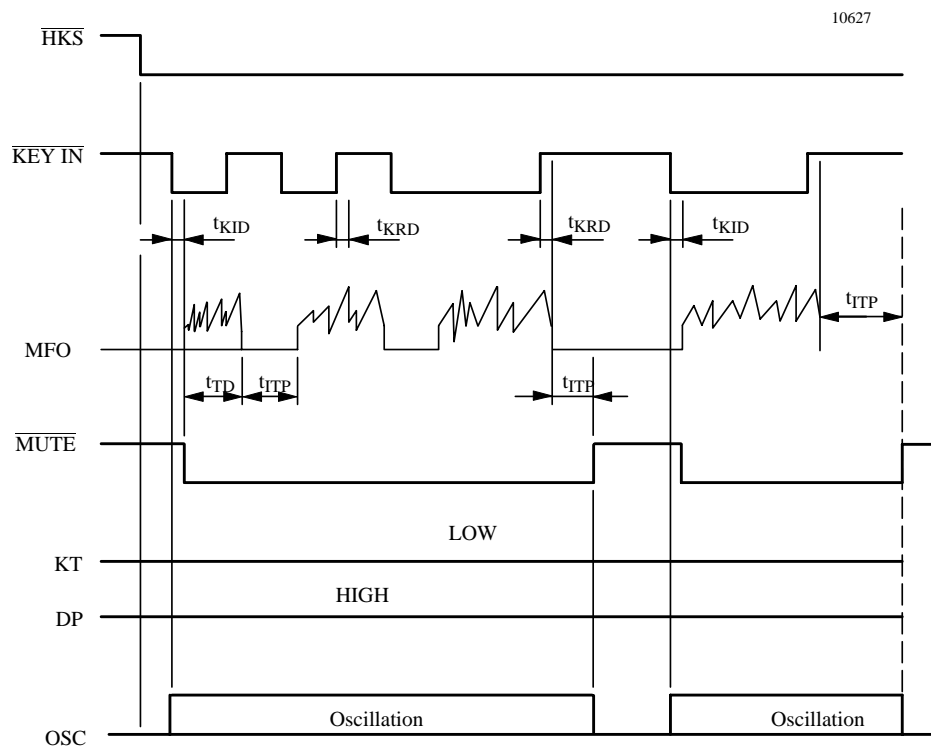 10627
HKS
KEY IN
tKID
tKRD
tKRD
tKID
tITP
MFO
tTD
tITP
tITP
MUTE
LOW
KT
HIGH
DP
Oscillation
Oscillation
OSC